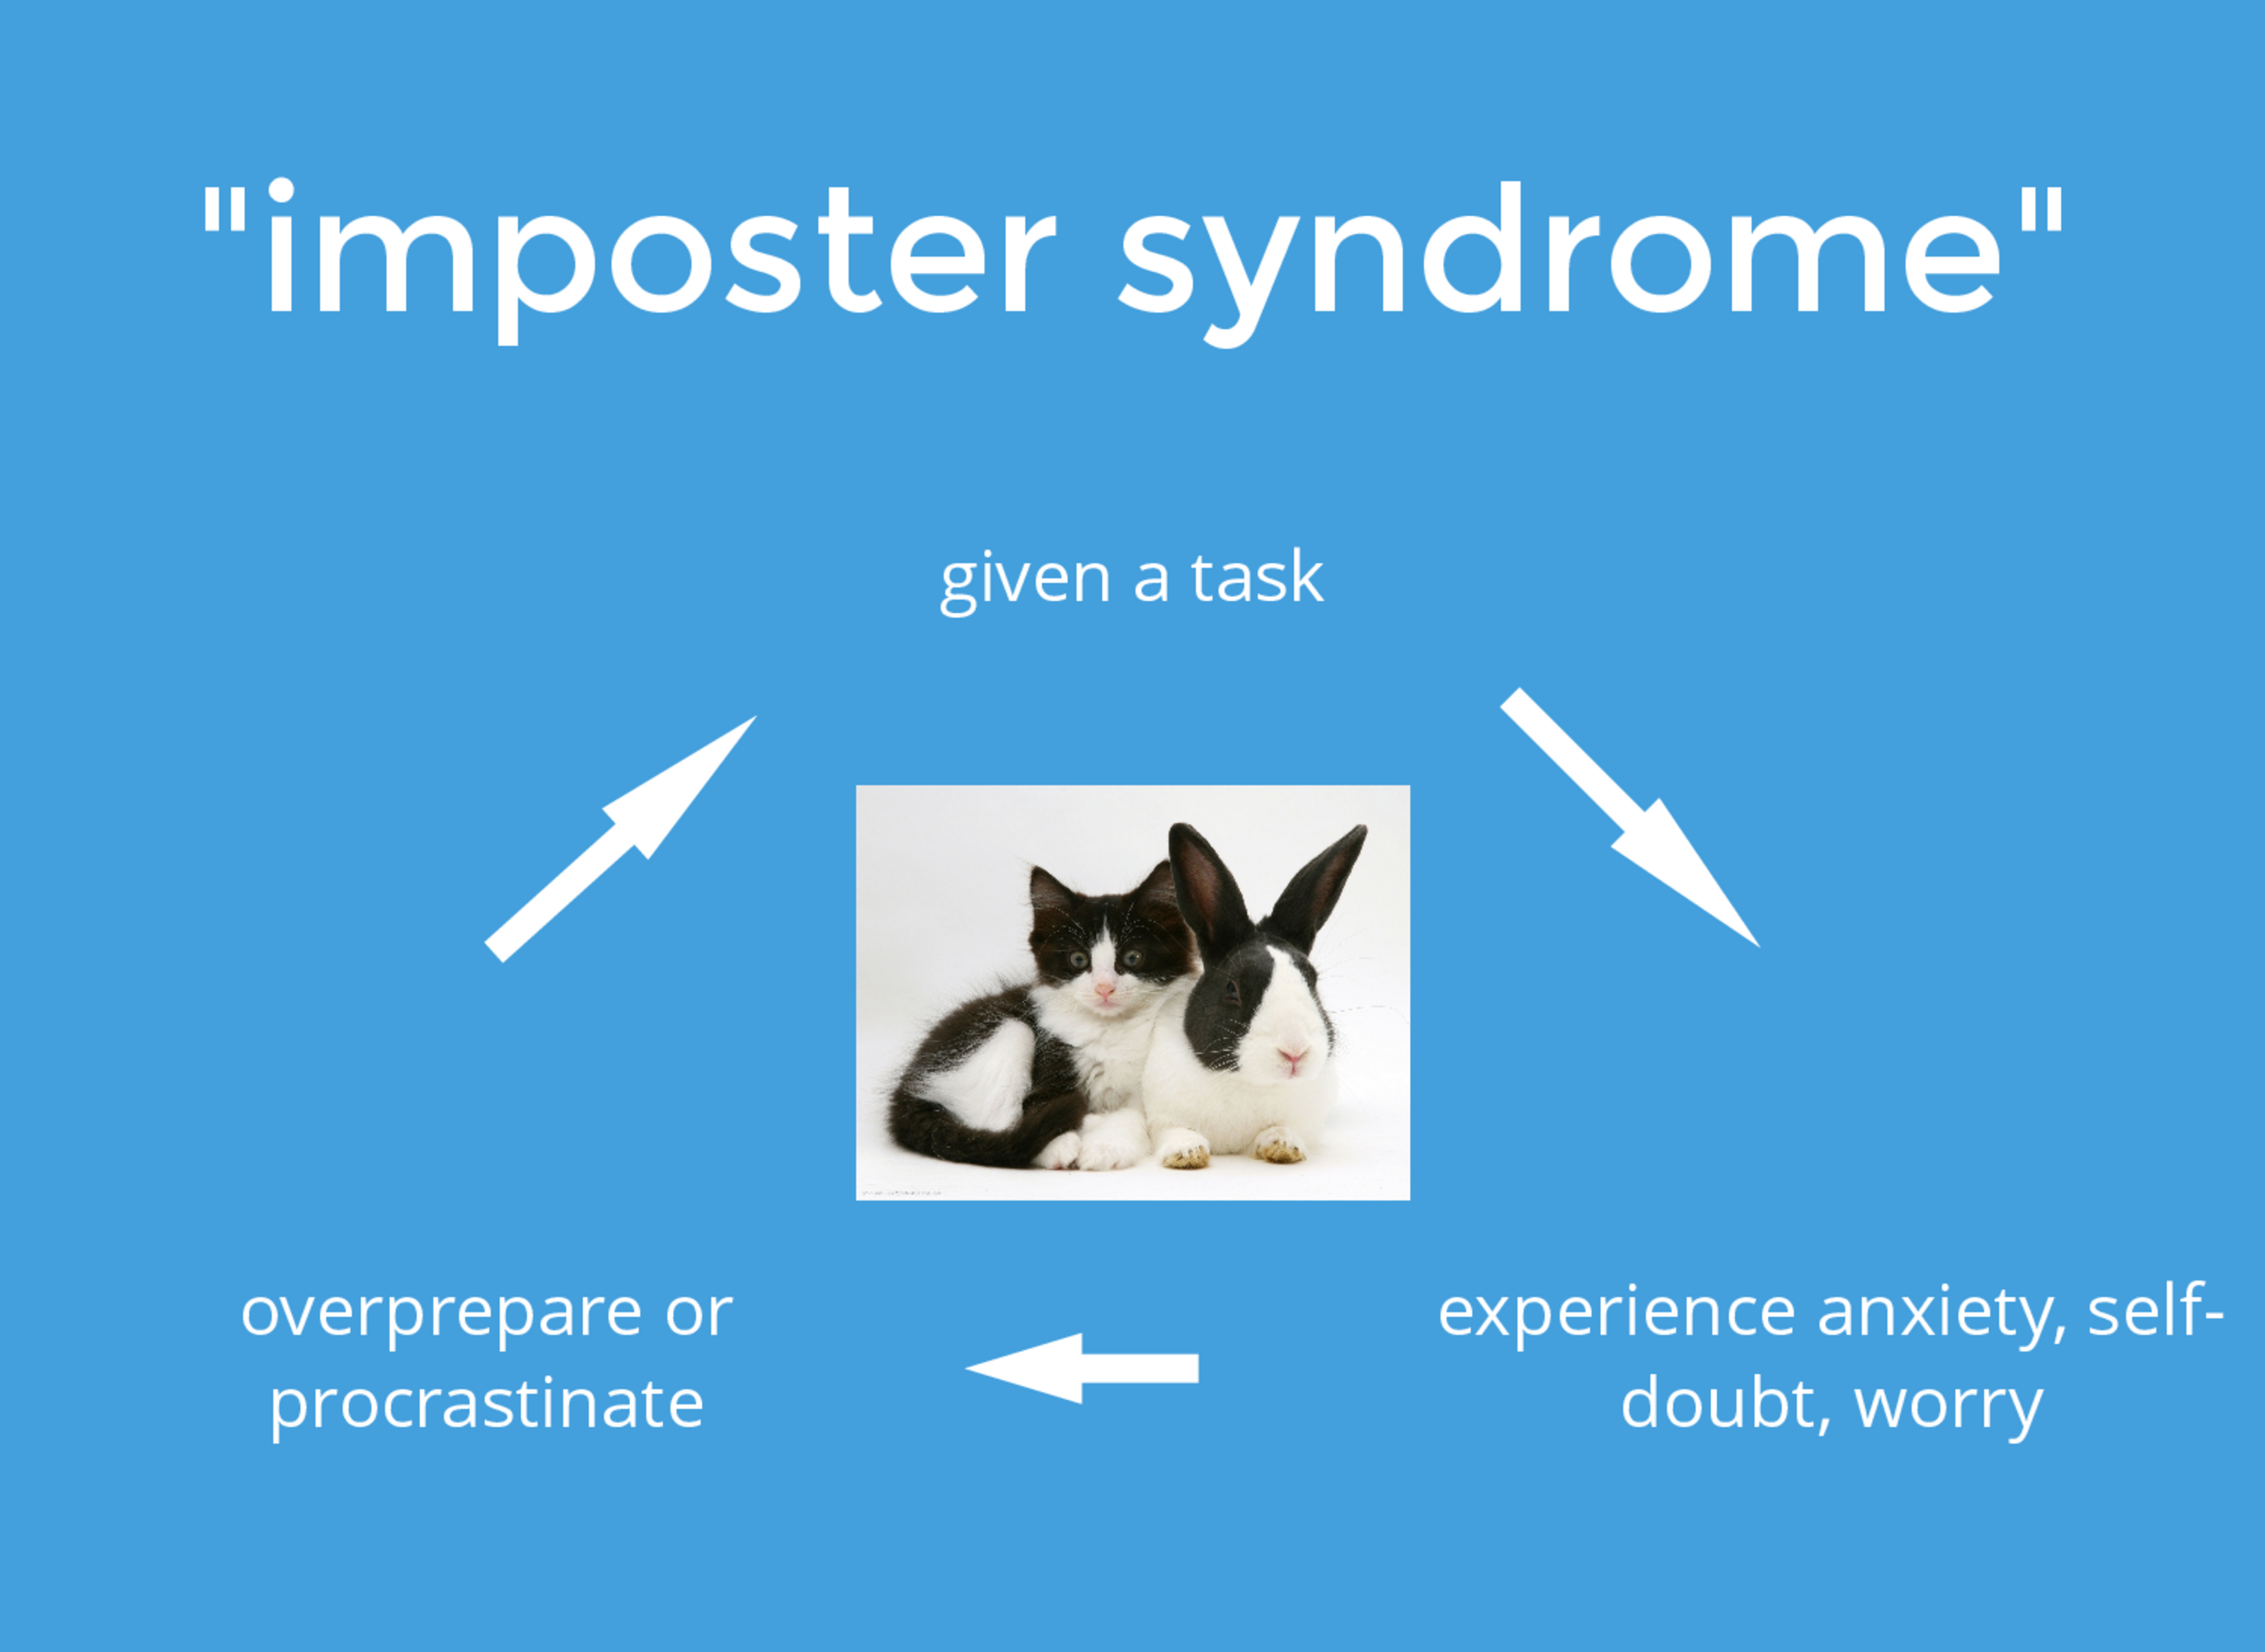 "imposter syndrome"
given a task
overprepare or
procrastinate
experience anxiety, self-
doubt, worry